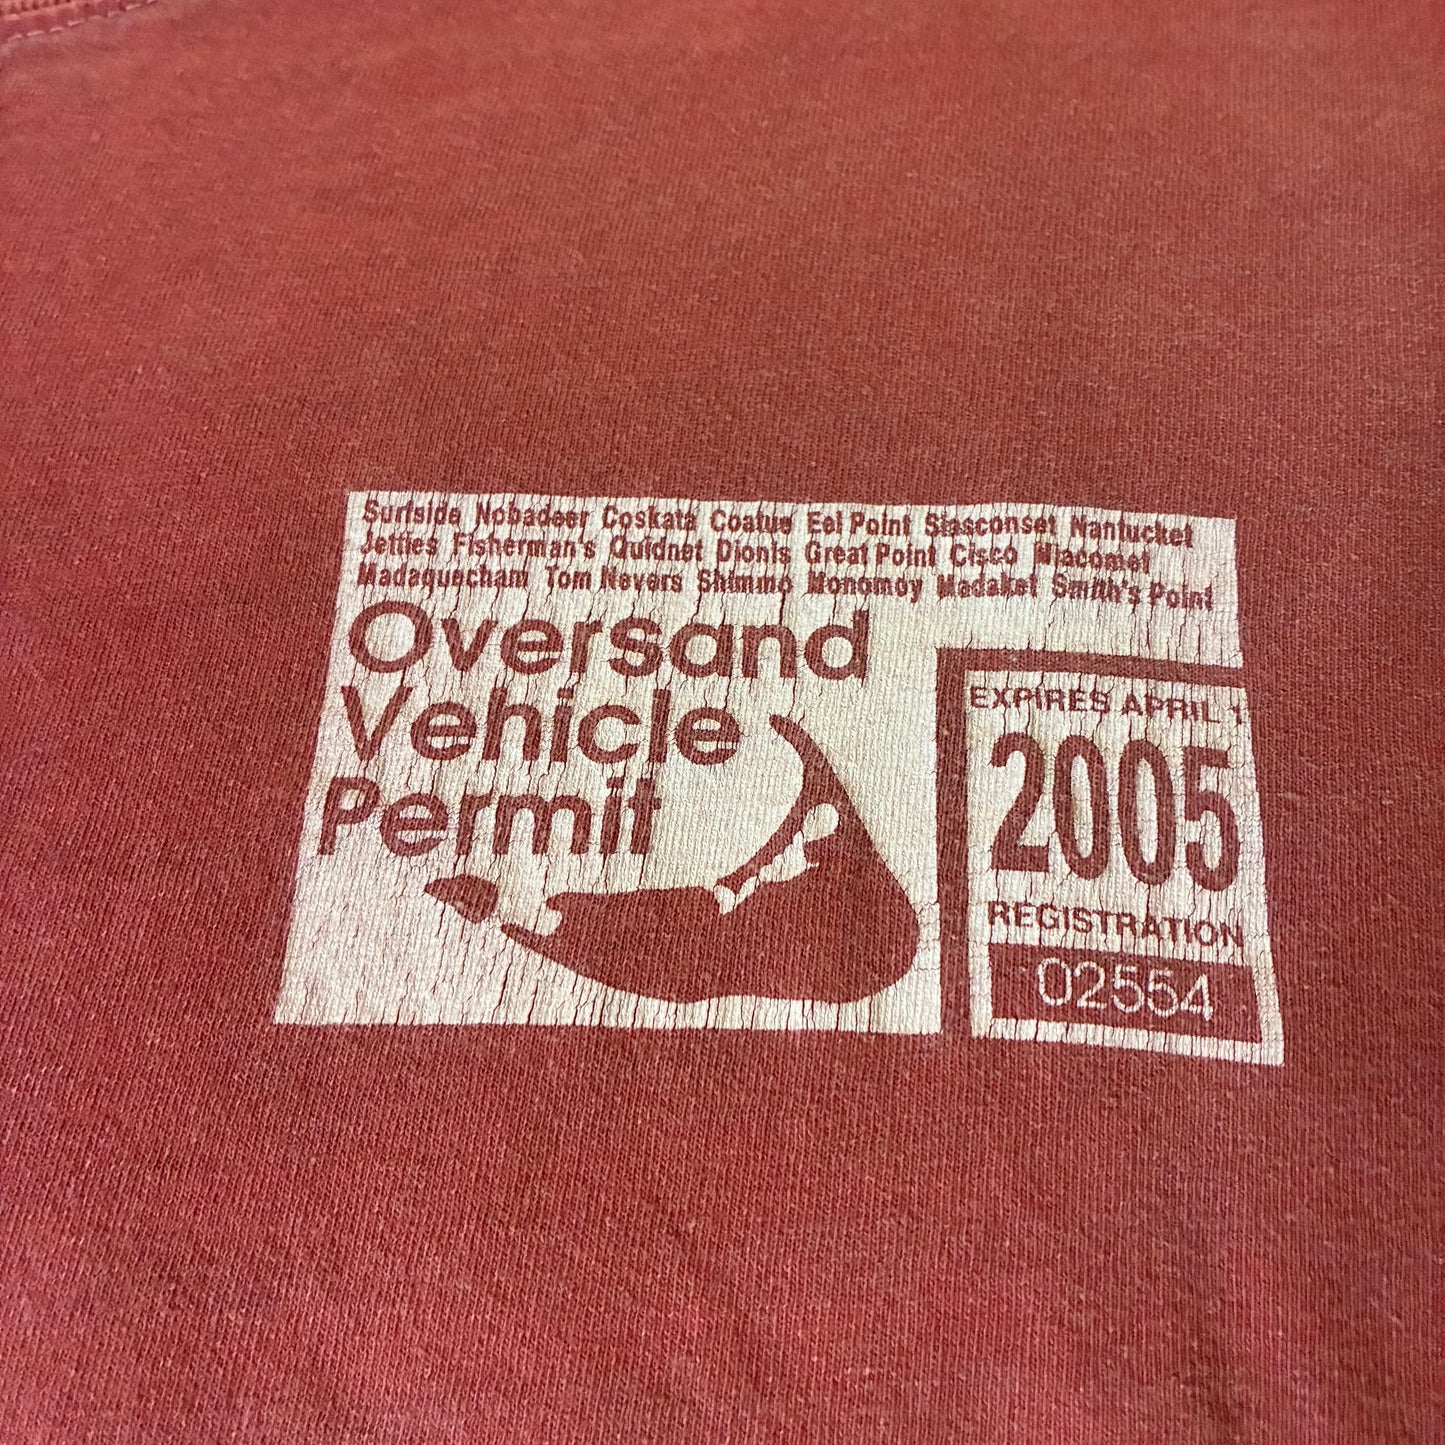 Surfside Nobadeer Coskata Coatue Eel Point Siasconset Nantucket
Jetties Fisherman's Quidnet Dionis Great Point Cisco Miacomet
Madaquecham Tom Nevers Shimmo Monomoy Madaket Smith's Point
Oversand
Vehicle
Permit
EXPIRES APRIL 1
2005
REGISTRATION
02554